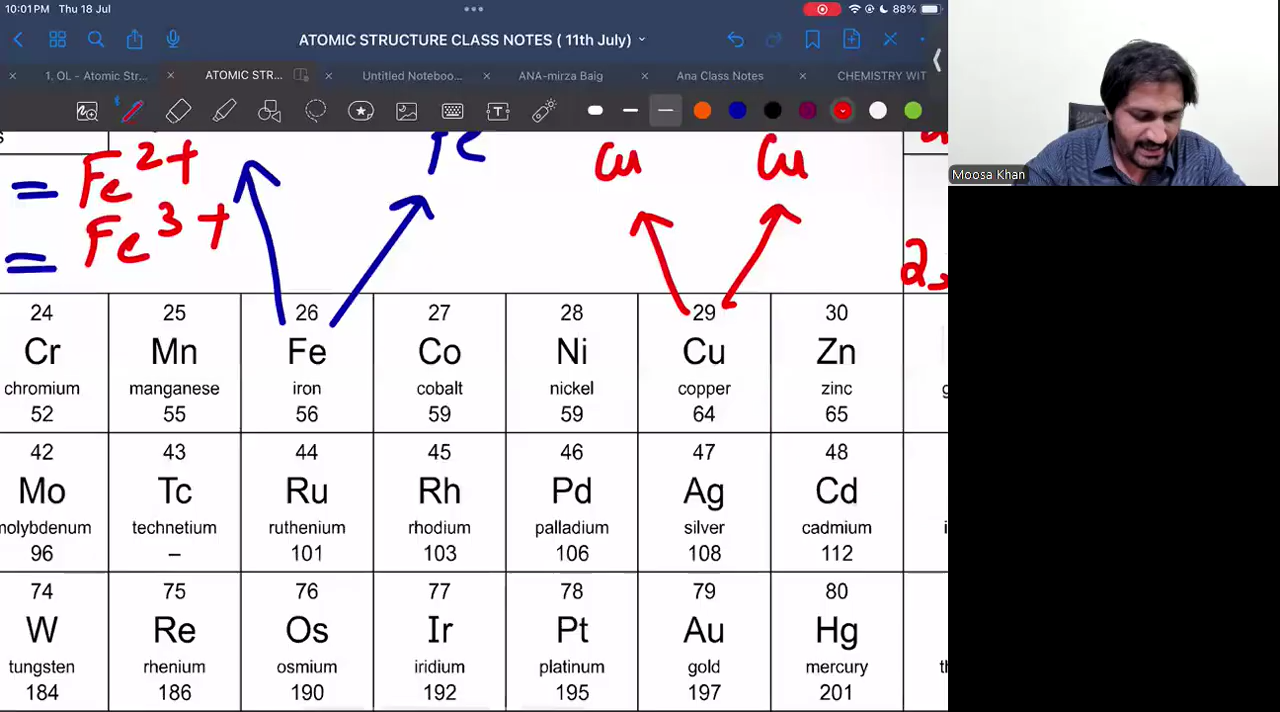 10:01PM Thu 18 Jul 88%
ATOMIC STRUCTURE CLASS NOTES ( 11th July)
1. OL - Atomic Str... ATOMIC STR... Untitled Noteboo... ANA-mirza Baig Ana Class Notes CHEMISTRY WIT
T
Moosa Khan
s
Fe Cu Cu
= Fe2+
= Fe3+
2,
24 25 26 27 28 29 30
Cr Mn Fe Co Ni Cu Zn
chromium manganese iron cobalt nickel copper zinc
52 55 56 59 59 64 65
42 43 44 45 46 47 48
Mo Tc Ru Rh Pd Ag Cd
molybdenum technetium ruthenium rhodium palladium silver cadmium
96 – 101 103 106 108 112
74 75 76 77 78 79 80
W Re Os Ir Pt Au Hg
tungsten rhenium osmium iridium platinum gold mercury
184 186 190 192 195 197 201